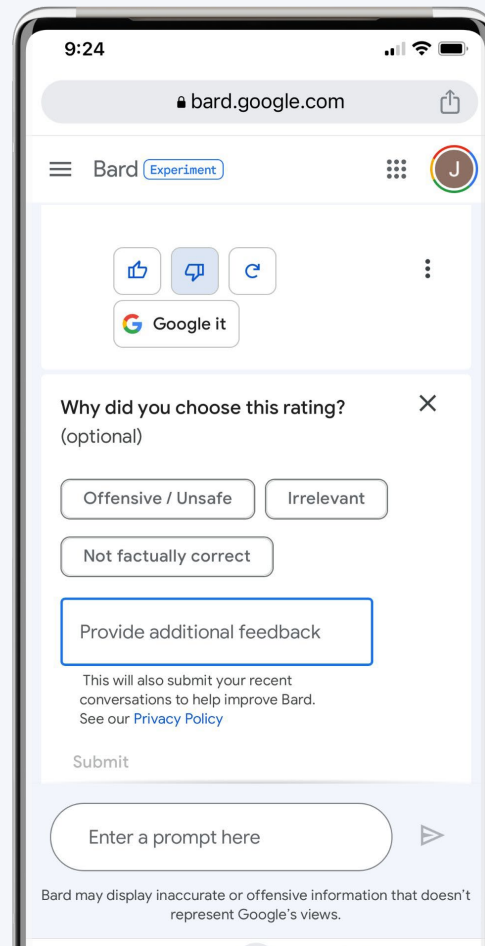 9:24
bard.google.com
Bard Experiment
J
Google it
Why did you choose this rating?
(optional)
Offensive / Unsafe
Irrelevant
Not factually correct
Provide additional feedback
This will also submit your recent
conversations to help improve Bard.
See our Privacy Policy
Submit
Enter a prompt here
Bard may display inaccurate or offensive information that doesn't
represent Google's views.